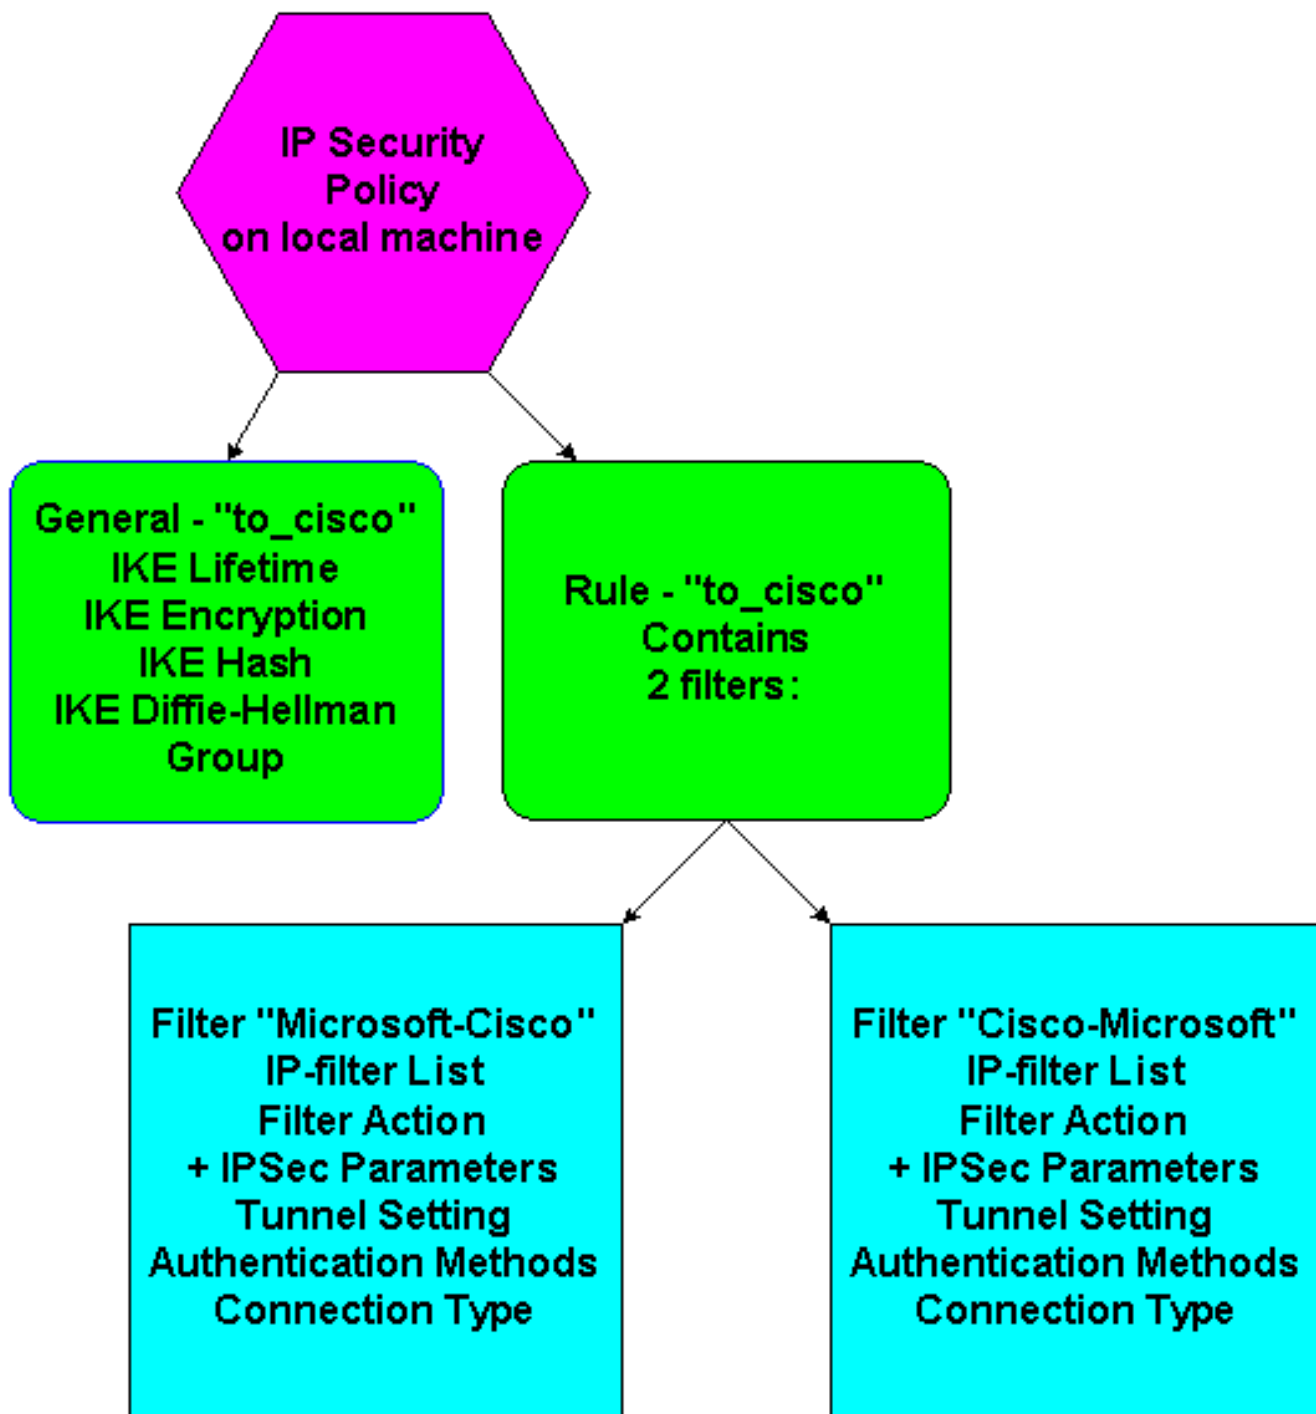 IP Security
Policy
on local machine
General - "to_cisco"
IKE Lifetime
IKE Encryption
IKE Hash
IKE Diffie-Hellman
Group
Rule - "to_cisco"
Contains
2 filters:
Filter "Microsoft-Cisco"
IP-filter List
Filter Action
+ IPSec Parameters
Tunnel Setting
Authentication Methods
Connection Type
Filter "Cisco-Microsoft"
IP-filter List
Filter Action
+ IPSec Parameters
Tunnel Setting
Authentication Methods
Connection Type